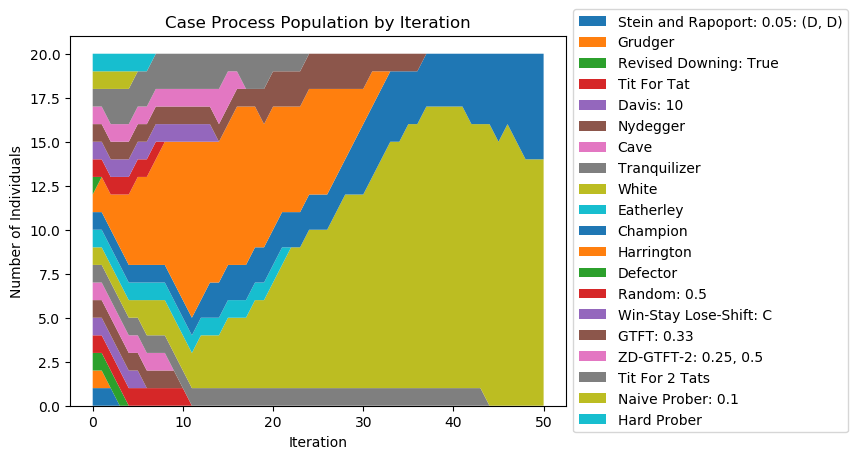 Case Process Population by Iteration
Number of Individuals
20.0
17.5
15.0
12.5
10.0
7.5
5.0
2.5
0.0
0
10
20
30
40
50
Iteration
Stein and Rapoport: 0.05: (D, D)
Grudger
Revised Downing: True
Tit For Tat
Davis: 10
Nydegger
Cave
Tranquilizer
White
Eatherley
Champion
Harrington
Defector
Random: 0.5
Win-Stay Lose-Shift: C
GTFT: 0.33
ZD-GTFT-2: 0.25, 0.5
Tit For 2 Tats
Naive Prober: 0.1
Hard Prober